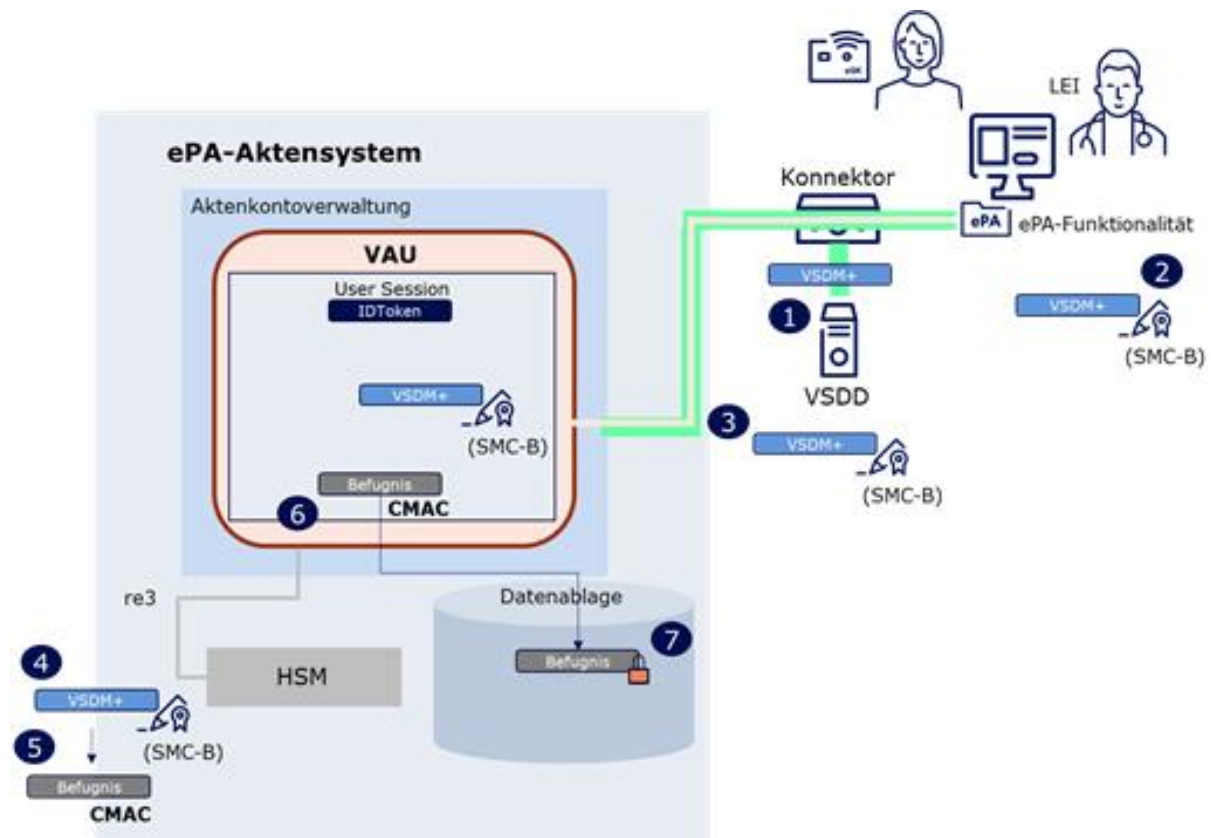 eGK
LEI
ePA-Aktensystem
Konnektor
Aktenkontoverwaltung
ePA
ePA-Funktionalität
VAU
VSDM+
2
User Session
IDToken
1
VSDM+
(SMC-B)
VSDM+
VSDD
3
(SMC-B)
VSDM+
Befugnis
(SMC-B)
6
CMAC
re3
Datenablage
7
4
Befugnis
HSM
VSDM+
(SMC-B)
5
Befugnis
CMAC